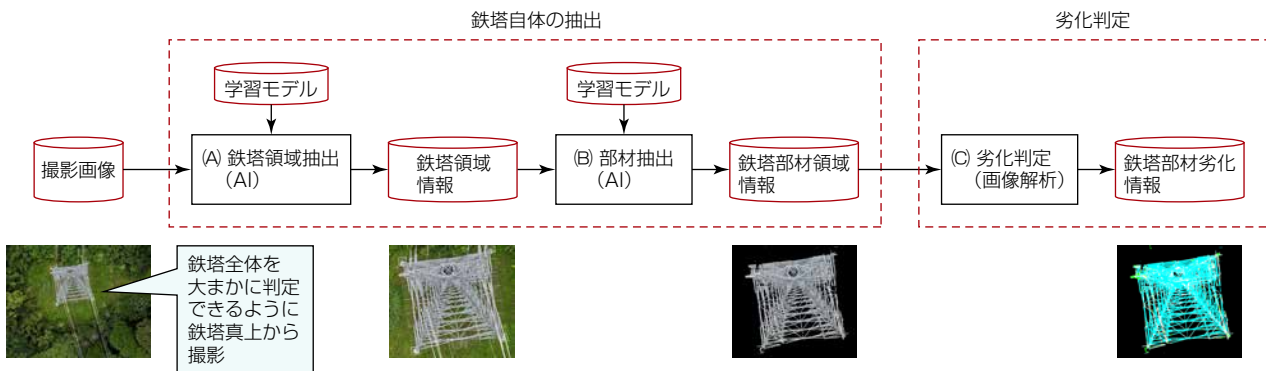 鉄塔自体の抽出
劣化判定
学習モデル
学習モデル
撮影画像
(A) 鉄塔領域抽出
(AI)
鉄塔領域
情報
(B) 部材抽出
(AI)
鉄塔部材領域
情報
(C) 劣化判定
(画像解析)
鉄塔部材劣化
情報
鉄塔全体を
大まかに判定
できるように
鉄塔真上から
撮影